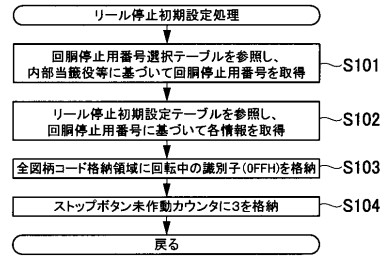 リール停止初期設定処理
回胴停止用番号選択テーブルを参照し、
内部当籤役等に基づいて回胴停止用番号を取得
S101
リール停止初期設定テーブルを参照し、
回胴停止用番号に基づいて各情報を取得
S102
全図柄コード格納領域に回転中の識別子(0FFH)を格納
S103
ストップボタン未作動カウンタに3を格納
S104
戻る